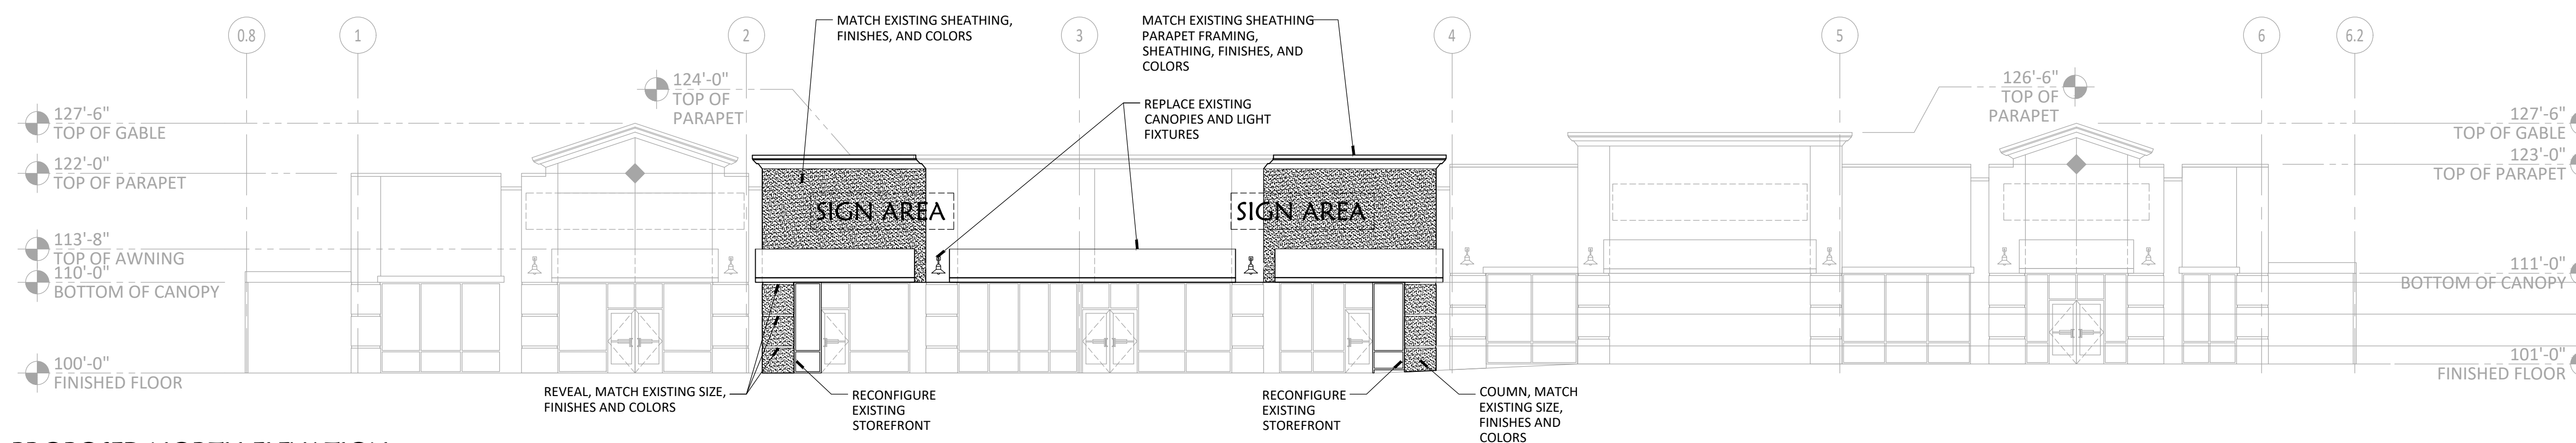 0.8
1
2
3
4
5
6
6.2
MATCH EXISTING SHEATHING,
FINISHES, AND COLORS
MATCH EXISTING SHEATHING
PARAPET FRAMING,
SHEATHING, FINISHES, AND
COLORS
REPLACE EXISTING
CANOPIES AND LIGHT
FIXTURES
124'-0"
TOP OF
PARAPET
126'-6"
TOP OF
PARAPET
127'-6"
TOP OF GABLE
122'-0"
TOP OF PARAPET
113'-8"
TOP OF AWNING
110'-0"
BOTTOM OF CANOPY
100'-0"
FINISHED FLOOR
SIGN AREA
SIGN AREA
127'-6"
TOP OF GABLE
123'-0"
TOP OF PARAPET
111'-0"
BOTTOM OF CANOPY
101'-0"
FINISHED FLOOR
REVEAL, MATCH EXISTING SIZE,
FINISHES AND COLORS
RECONFIGURE
EXISTING
STOREFRONT
RECONFIGURE
EXISTING
STOREFRONT
COUMN, MATCH
EXISTING SIZE,
FINISHES AND
COLORS
PROPOSED NORTH ELEVATION